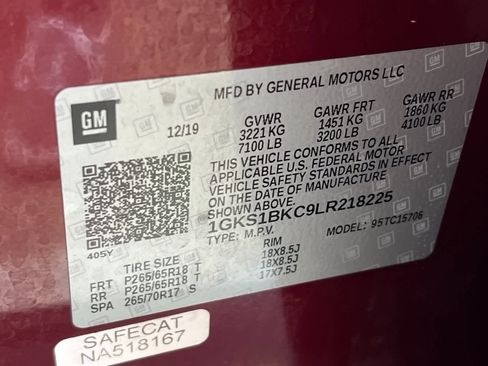 MFD BY GENERAL MOTORS LLC
GM
12/19
GVWR GAWR FRT GAWR RR
3221 KG 1451 KG 1860 KG
7100 LB 3200 LB 4100 LB
THIS VEHICLE CONFORMS TO ALL
APPLICABLE U.S. FEDERAL MOTOR
VEHICLE SAFETY STANDARDS IN EFFECT
ON THE DATE OF MANUFACTURE SHOWN ABOVE.
1GKS1BKC9LR218225
TYPE: M.P.V. MODEL: 95TC15706
405Y
TIRE SIZE RIM
FRT P265/65R18 T 18X8.5J
RR P265/65R18 T 18X8.5J
SPA 265/70R17 S 17X7.5J
SAFECAT
NA518167